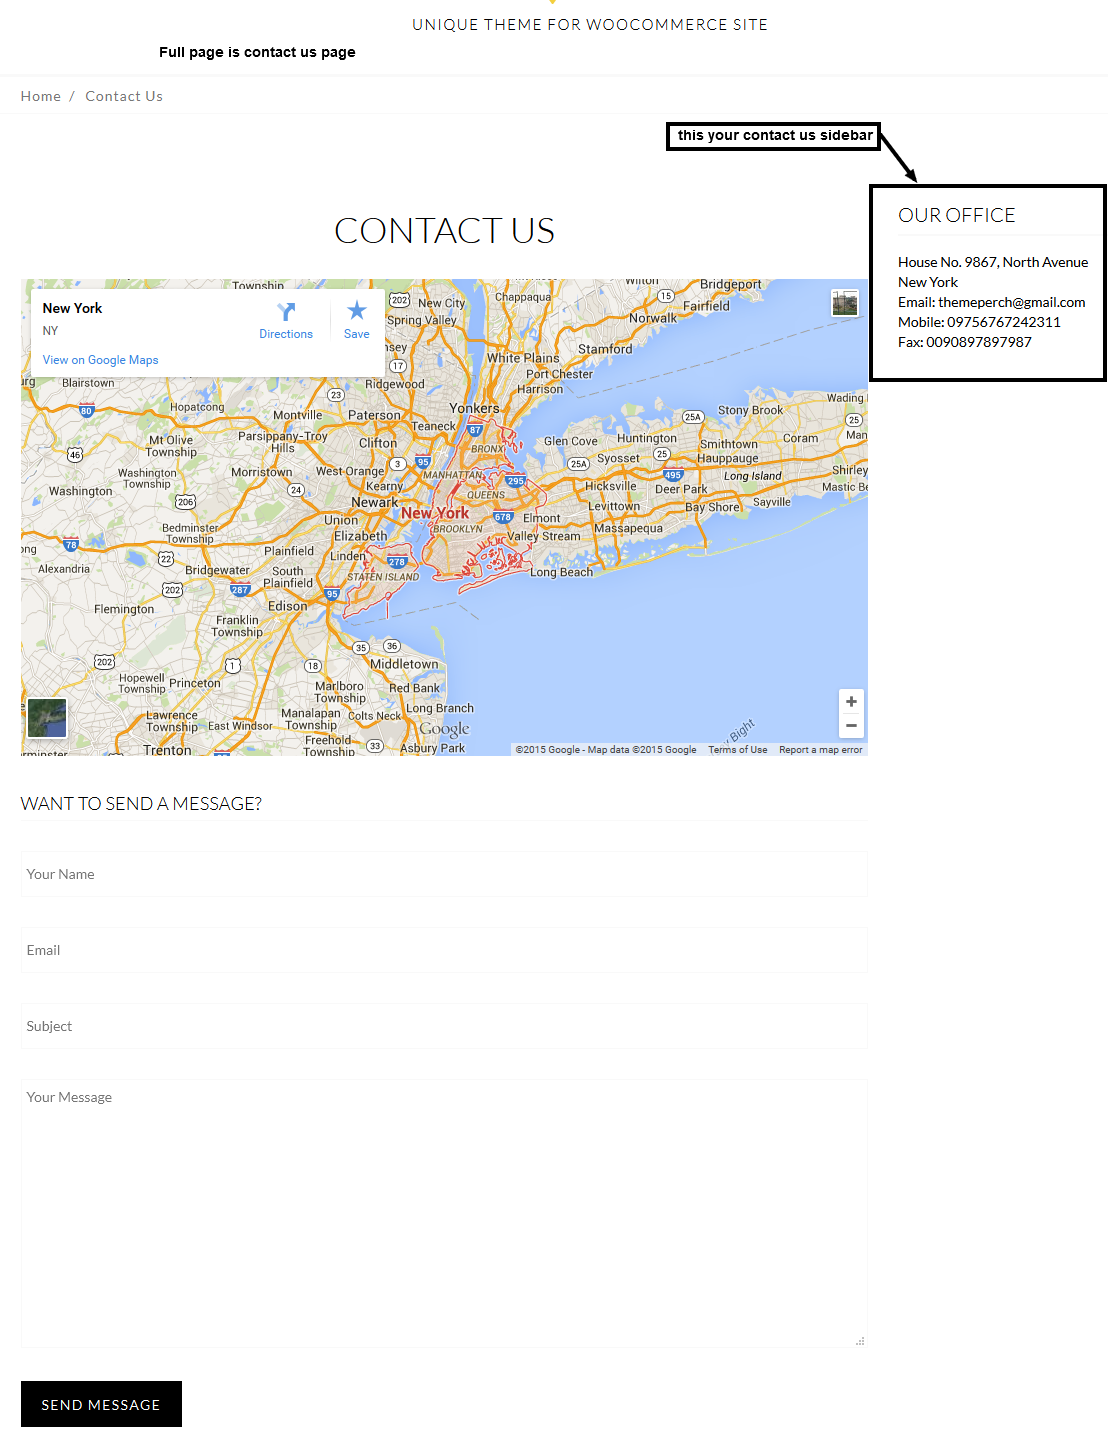 UNIQUE THEME FOR WOOCOMMERCE SITE
Full page is contact us page
Home / Contact Us
this your contact us sidebar
CONTACT US
OUR OFFICE
House No. 9867, North Avenue
New York
Email: themeperch@gmail.com
Mobile: 09756767242311
Fax: 0090897897987
New York
NY
Directions
Save
View on Google Maps
202
New City
Chappaqua
Wilton
15
Bridgeport
Fairfield
Spring Valley
Norwalk
White Plains
Stamford
17
Port Chester
Ridgewood
Harrison
Blairstown
23
Wading
80
Hopatcong
Montville
Paterson
Yonkers
Stony Brook
25A
25
Teaneck
87
Mt Olive
Township
Parsippany-Troy
Hills
Clifton
Glen Cove
Huntington
Smithtown
Coram
Man
46
BRONX
Syosset
25
Hauppauge
3
95
25A
Washington
Township
Morristown
West Orange
MANHATTAN
295
495
Long Island
Shirley
Kearny
Hicksville
Deer Park
Mastic Be
Washington
24
QUEENS
206
Newark
Levittown
Bay Shore
Sayville
New York
678
Elmont
Union
BROOKLYN
Massapequa
Bedminster
Township
Elizabeth
Valley Stream
78
Plainfield
Linden
22
278
Long Beach
Alexandria
Bridgewater
South
Plainfield
STATEN ISLAND
202
287
95
Flemington
Edison
Franklin
Township
35
36
202
1
18
Middletown
Hopewell
Township
Princeton
Marlboro
Township
Red Bank
Long Branch
Lawrence
Township
East Windsor
Manalapan
Township
Colts Neck
Google
Freehold
Township
33
Asbury Park
Trenton
Bight
+
−
©2015 Google - Map data ©2015 Google
Terms of Use
Report a map error
WANT TO SEND A MESSAGE?
Your Name
Email
Subject
Your Message
SEND MESSAGE